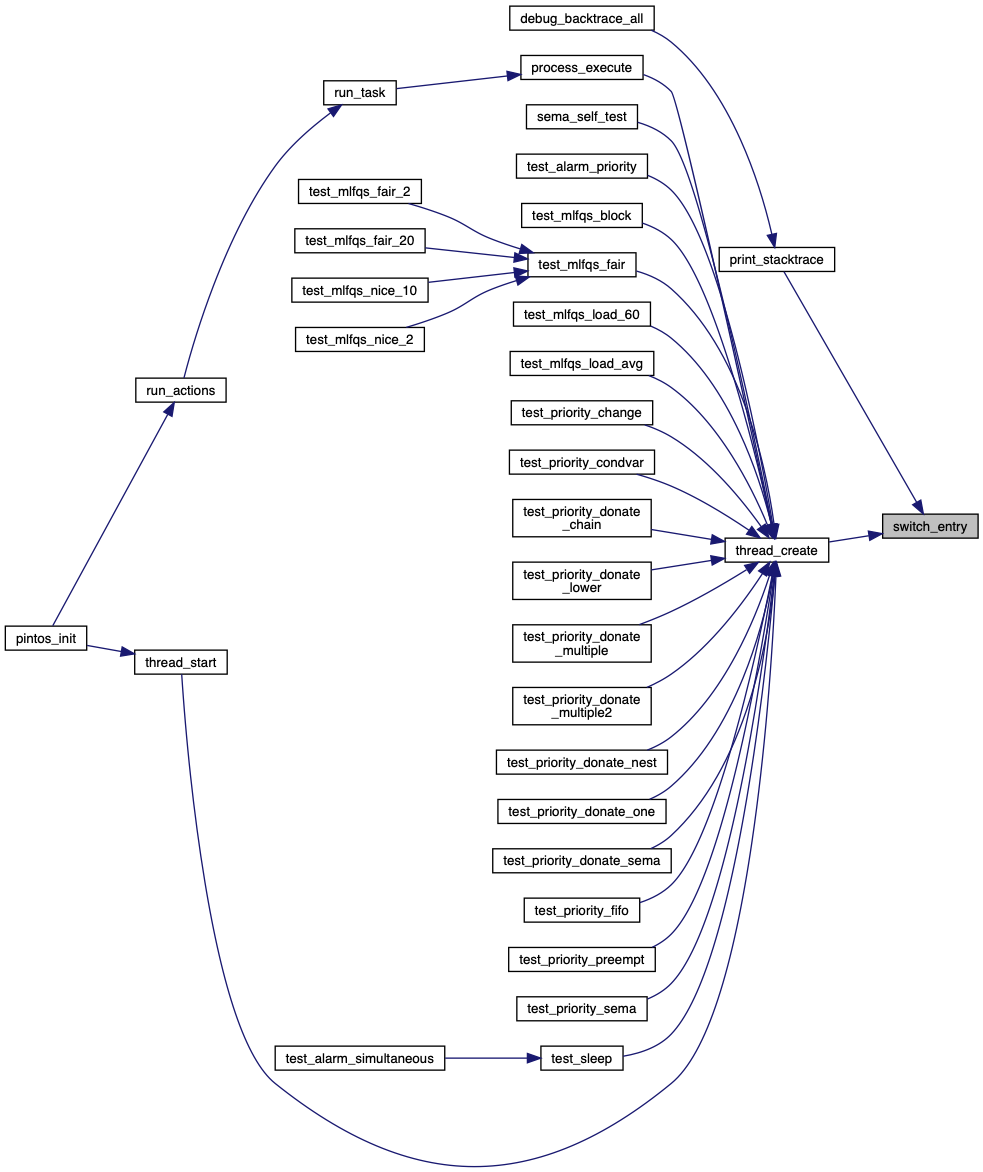 debug_backtrace_all
process_execute
run_task
sema_self_test
test_alarm_priority
test_mlfqs_fair_2
test_mlfqs_block
test_mlfqs_fair_20
print_stacktrace
test_mlfqs_fair
test_mlfqs_nice_10
test_mlfqs_load_60
test_mlfqs_nice_2
test_mlfqs_load_avg
run_actions
test_priority_change
test_priority_condvar
test_priority_donate
_chain
switch_entry
thread_create
test_priority_donate
_lower
pintos_init
test_priority_donate
_multiple
thread_start
test_priority_donate
_multiple2
test_priority_donate_nest
test_priority_donate_one
test_priority_donate_sema
test_priority_fifo
test_priority_preempt
test_priority_sema
test_alarm_simultaneous
test_sleep